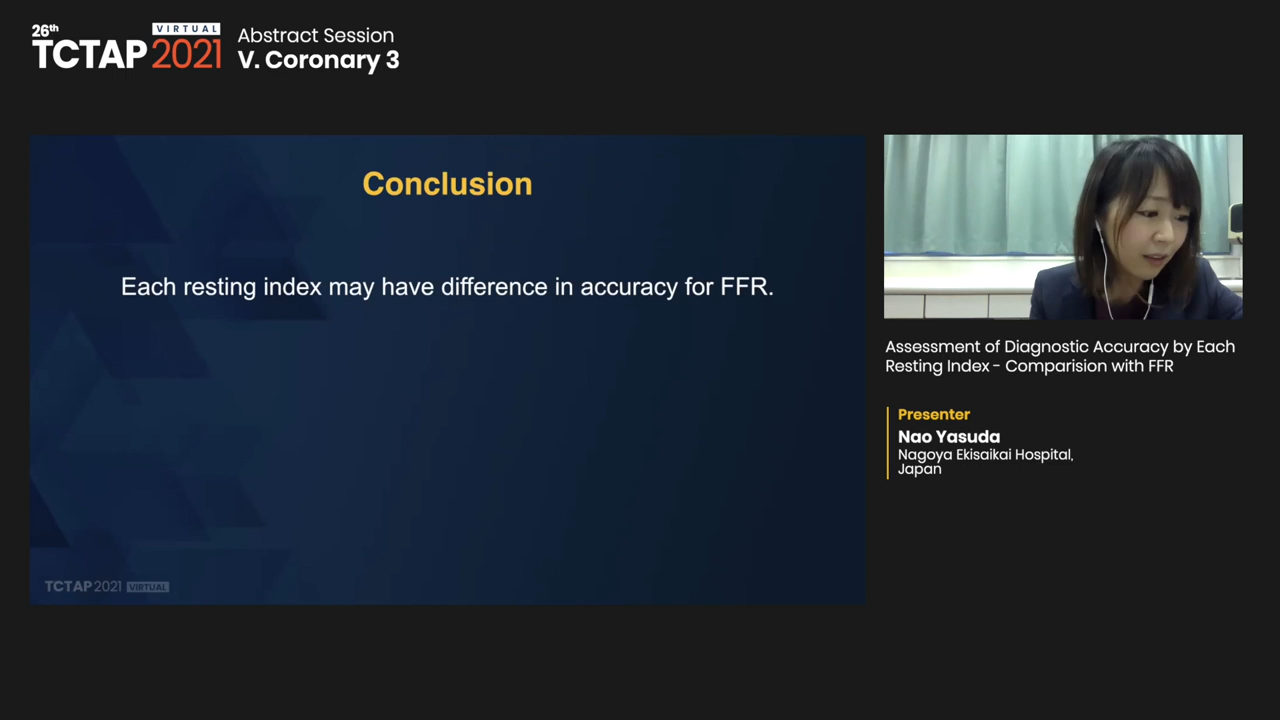 26th
TCTAP
VIRTUAL
2021
Abstract Session
V. Coronary 3
Conclusion
Each resting index may have difference in accuracy for FFR.
TCTAP 2021 VIRTUAL
Assessment of Diagnostic Accuracy by Each
Resting Index - Comparision with FFR
Presenter
Nao Yasuda
Nagoya Ekisaikai Hospital,
Japan